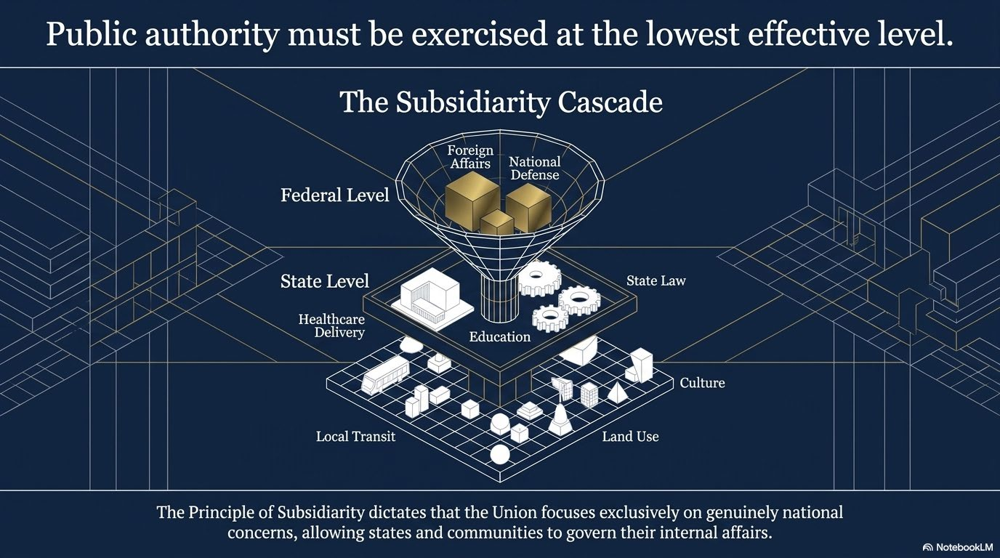 Public authority must be exercised at the lowest effective level.
The Subsidiarity Cascade
Foreign
Affairs
National
Defense
Federal Level
State Level
State Law
Healthcare
Delivery
Education
Culture
Local Transit
Land Use
The Principle of Subsidiarity dictates that the Union focuses exclusively on genuinely national
concerns, allowing states and communities to govern their internal affairs.
NotebookLM